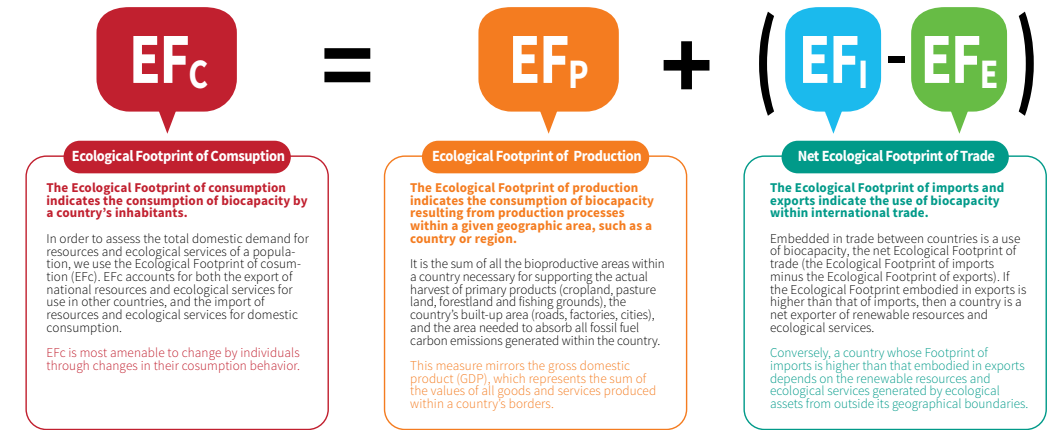 EFC = EFP + (EFI - EFE)
Ecological Footprint of Comsuption
The Ecological Footprint of consumption
indicates the consumption of biocapacity by
a country’s inhabitants.
In order to assess the total domestic demand for
resources and ecological services of a popula-
tion, we use the Ecological Footprint of cosum-
tion (EFc). EFc accounts for both the export of
national resources and ecological services for
use in other countries, and the import of
resources and ecological services for domestic
consumption.
EFc is most amenable to change by individuals
through changes in their cosumption behavior.
Ecological Footprint of Production
The Ecological Footprint of production
indicates the consumption of biocapacity
resulting from production processes
within a given geographic area, such as a
country or region.
It is the sum of all the bioproductive areas within
a country necessary for supporting the actual
harvest of primary products (cropland, pasture
land, forestland and fishing grounds), the
country’s built-up area (roads, factories, cities),
and the area needed to absorb all fossil fuel
carbon emissions generated within the country.
This measure mirrors the gross domestic
product (GDP), which represents the sum of
the values of all goods and services produced
within a country’s borders.
Net Ecological Footprint of Trade
The Ecological Footprint of imports and
exports indicate the use of biocapacity
within international trade.
Embedded in trade between countries is a use
of biocapacity, the net Ecological Footprint of
trade (the Ecological Footprint of imports
minus the Ecological Footprint of exports). If
the Ecological Footprint embodied in exports is
higher than that of imports, then a country is a
net exporter of renewable resources and
ecological services.
Conversely, a country whose Footprint of
imports is higher than that embodied in exports
depends on the renewable resources and
ecological services generated by ecological
assets from outside its geographical boundaries.